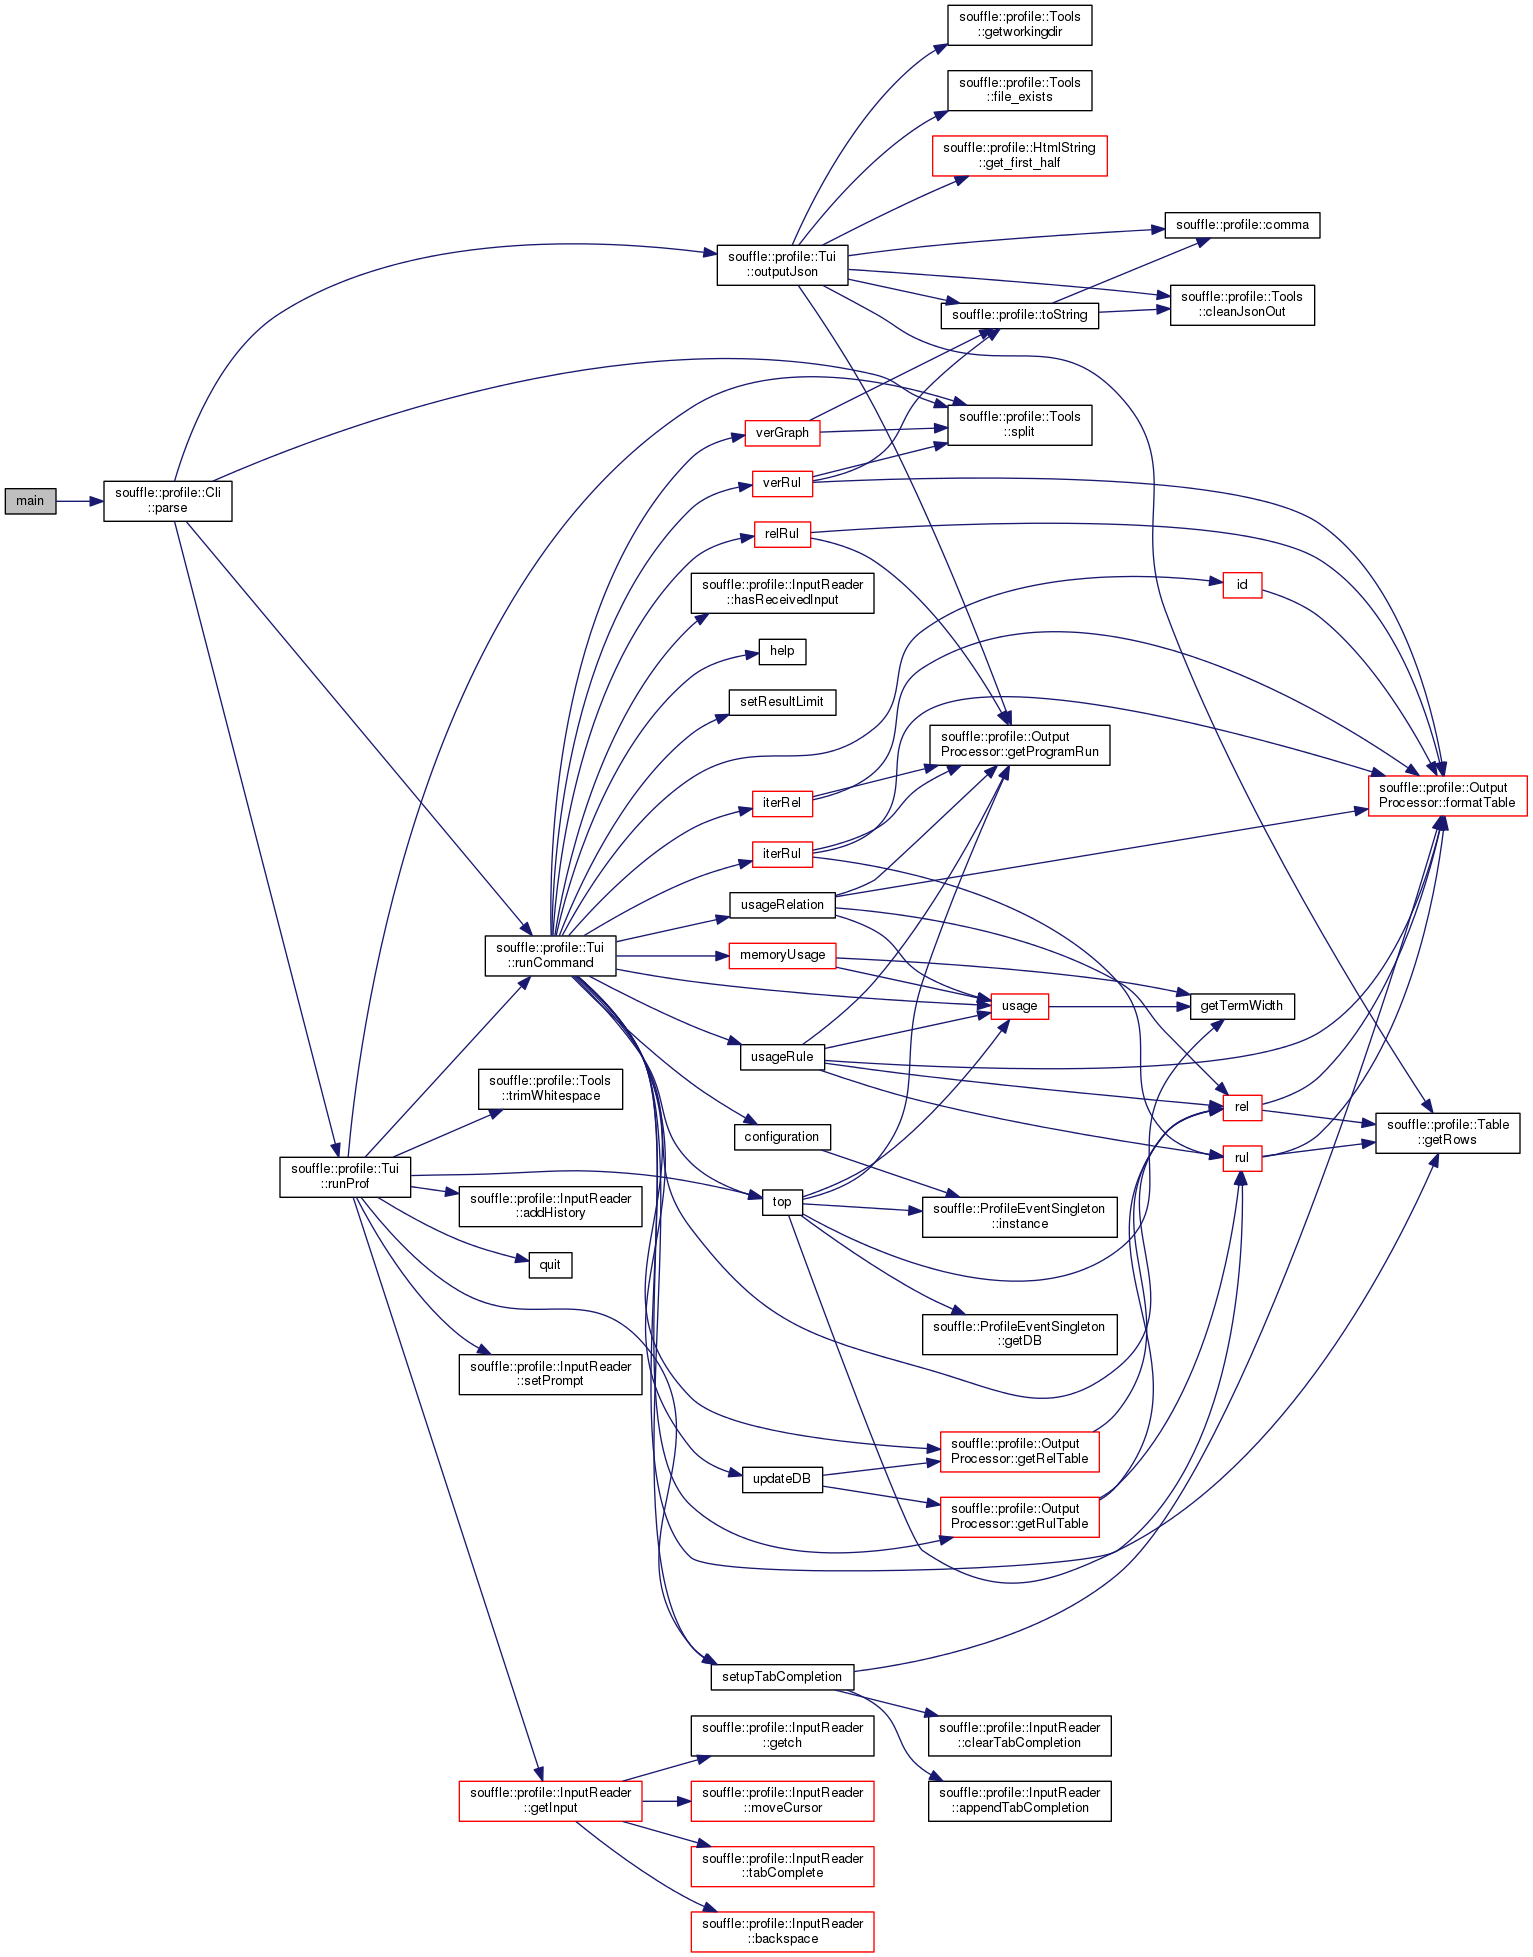 souffle::profile::Tools
::getworkingdir
souffle::profile::Tools
::file_exists
souffle::profile::HtmlString
::get_first_half
souffle::profile::comma
souffle::profile::Tui
::outputJson
souffle::profile::Tools
::cleanJsonOut
souffle::profile::toString
souffle::profile::Tools
::split
verGraph
verRul
main
souffle::profile::Cli
::parse
relRul
souffle::profile::InputReader
::hasReceivedInput
id
help
setResultLimit
souffle::profile::Output
Processor::getProgramRun
iterRel
souffle::profile::Output
Processor::formatTable
iterRul
usageRelation
souffle::profile::Tui
::runCommand
memoryUsage
usage
getTermWidth
usageRule
souffle::profile::Tools
::trimWhitespace
rel
configuration
souffle::profile::Table
::getRows
rul
souffle::profile::Tui
::runProf
souffle::profile::InputReader
::addHistory
top
souffle::ProfileEventSingleton
::instance
quit
souffle::ProfileEventSingleton
::getDB
souffle::profile::InputReader
::setPrompt
souffle::profile::Output
Processor::getRelTable
updateDB
souffle::profile::Output
Processor::getRulTable
setupTabCompletion
souffle::profile::InputReader
::getch
souffle::profile::InputReader
::clearTabCompletion
souffle::profile::InputReader
::getInput
souffle::profile::InputReader
::moveCursor
souffle::profile::InputReader
::appendTabCompletion
souffle::profile::InputReader
::tabComplete
souffle::profile::InputReader
::backspace